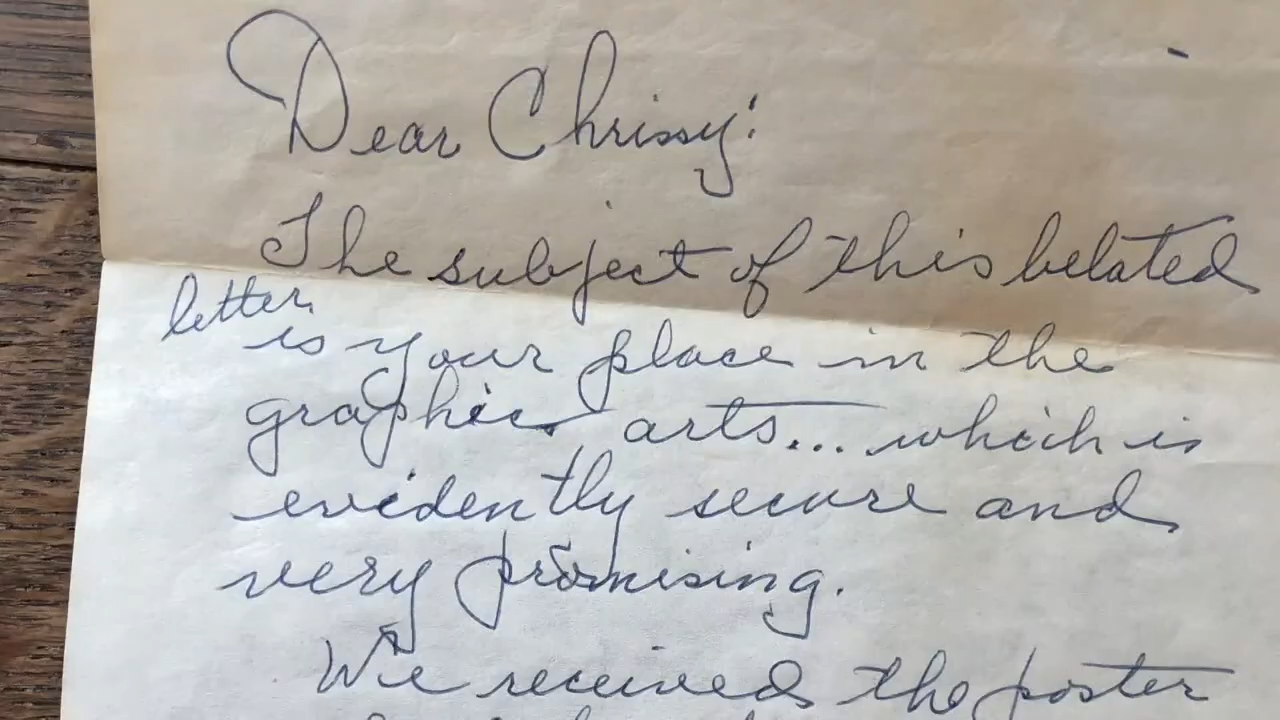 Dear Chrissy:
The subject of this belated
letter
is your place in the
graphic arts... which is
evidently secure and
very promising.
We received the poster